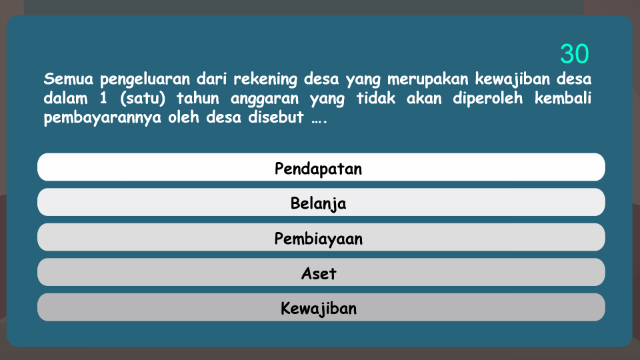 30
Semua pengeluaran dari rekening desa yang merupakan kewajiban desa
dalam 1 (satu) tahun anggaran yang tidak akan diperoleh kembali
pembayarannya oleh desa disebut ….
Pendapatan
Belanja
Pembiayaan
Aset
Kewajiban